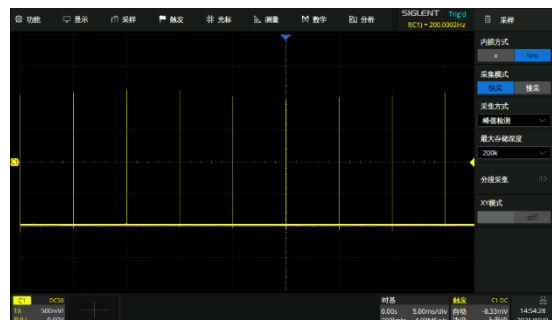 功能 显示 采样 触发 光标 测量 数学 分析 SIGLENT Trig'd 采样
f(C1) = 200.0002Hz
内插方式
x Sinc
采集模式
快采 慢采
采集方式
峰值检测
最大存储深度
200k
分段采集
XY模式
off
C1
C1 DC50 时基 触发 C1 DC
1X 500mV/ 0.00s 5.00ms/div 自动 -8.33mV 14:54:28